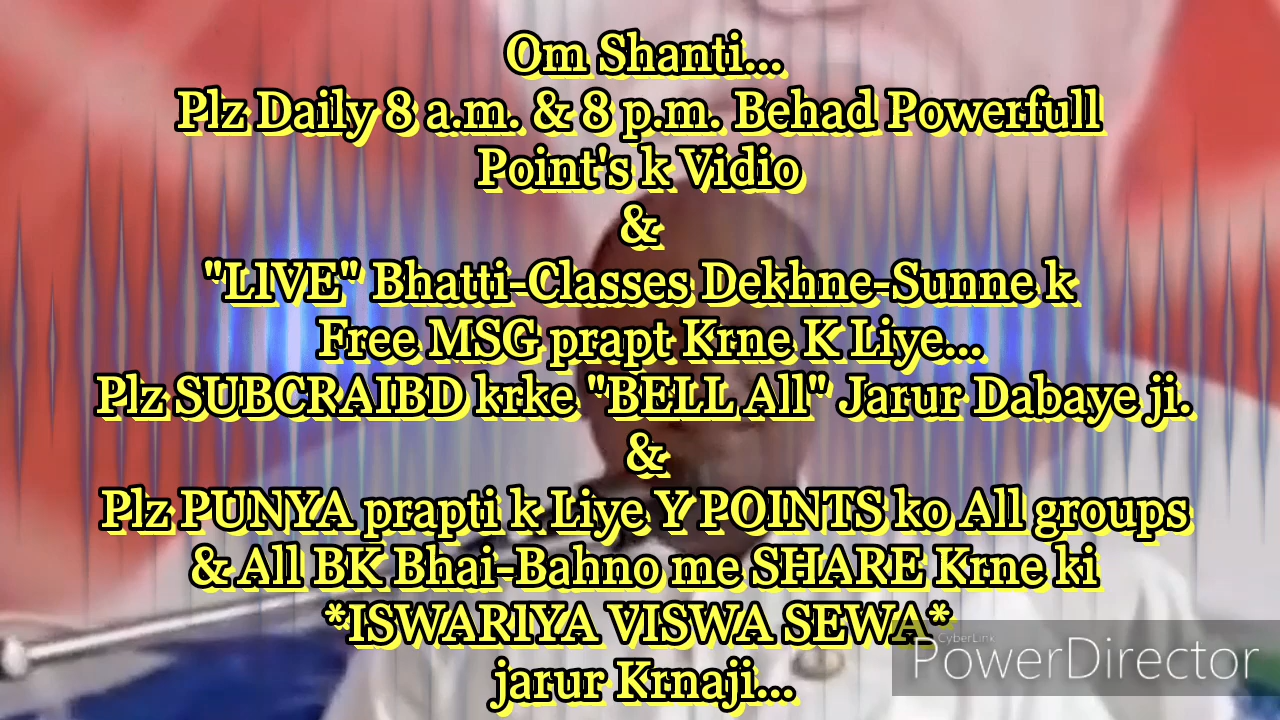 Om Shanti...
Plz Daily 8 a.m. & 8 p.m. Behad Powerfull
Point's k Vidio
&
"LIVE" Bhatti-Classes Dekhne-Sunne k
Free MSG prapt Krne K Liye...
Plz SUBCRAIBD krke "BELL All" Jarur Dabaye ji.
&
Plz PUNYA prapti k Liye Y POINTS ko All groups
& All BK Bhai-Bahno me SHARE Krne ki
*ISWARIYA VISWA SEWA*
jarur Krnaji...
CyberLink
PowerDirector